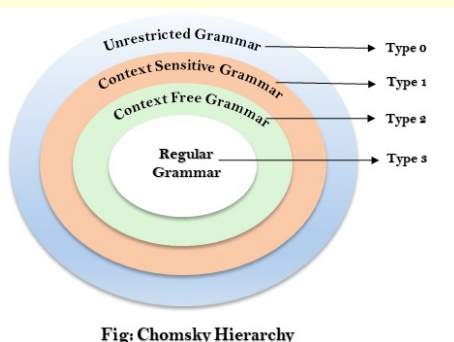 Unrestricted Grammar
Type 0
Context Sensitive Grammar
Type 1
Context Free Grammar
Type 2
Regular
Grammar
Type 3
Fig: Chomsky Hierarchy